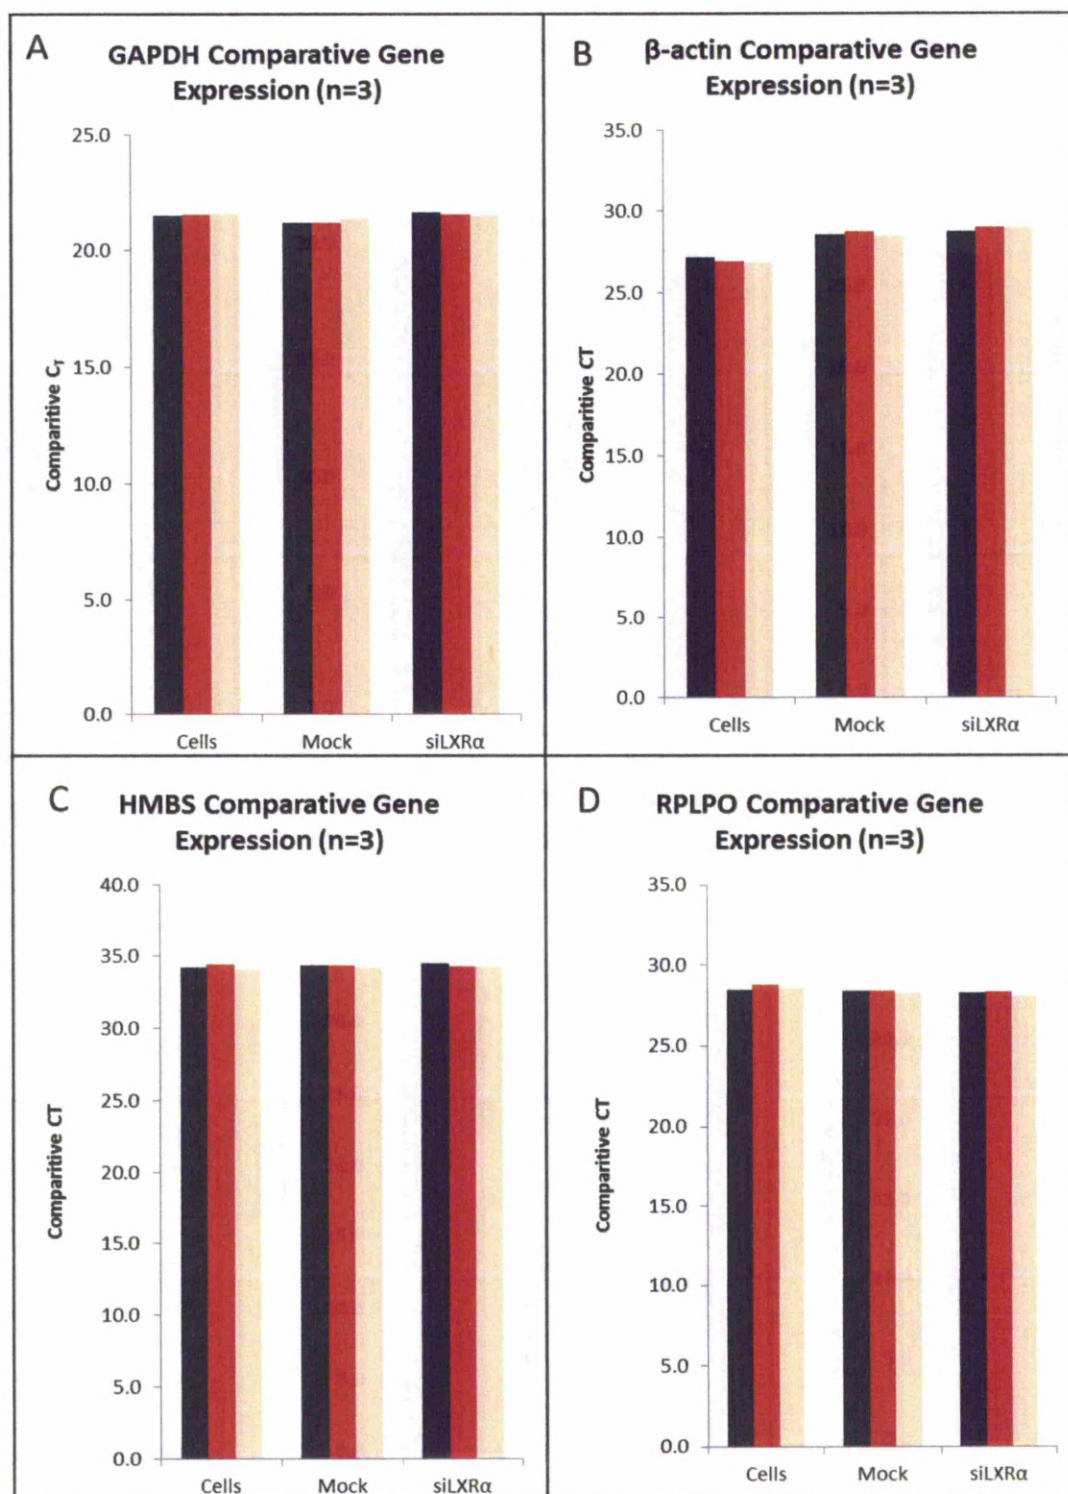 A
GAPDH Comparative Gene
Expression (n=3)
25.0
20.0
15.0
10.0
5.0
0.0
Comparitive CT
Cells Mock siLXRα
B
β-actin Comparative Gene
Expression (n=3)
35.0
30.0
25.0
20.0
15.0
10.0
5.0
0.0
Comparitive CT
Cells Mock siLXRα
C
HMBS Comparative Gene
Expression (n=3)
40.0
35.0
30.0
25.0
20.0
15.0
10.0
5.0
0.0
Comparitive CT
Cells Mock siLXRα
D
RPLPO Comparative Gene
Expression (n=3)
35.0
30.0
25.0
20.0
15.0
10.0
5.0
0.0
Comparitive CT
Cells Mock siLXRα